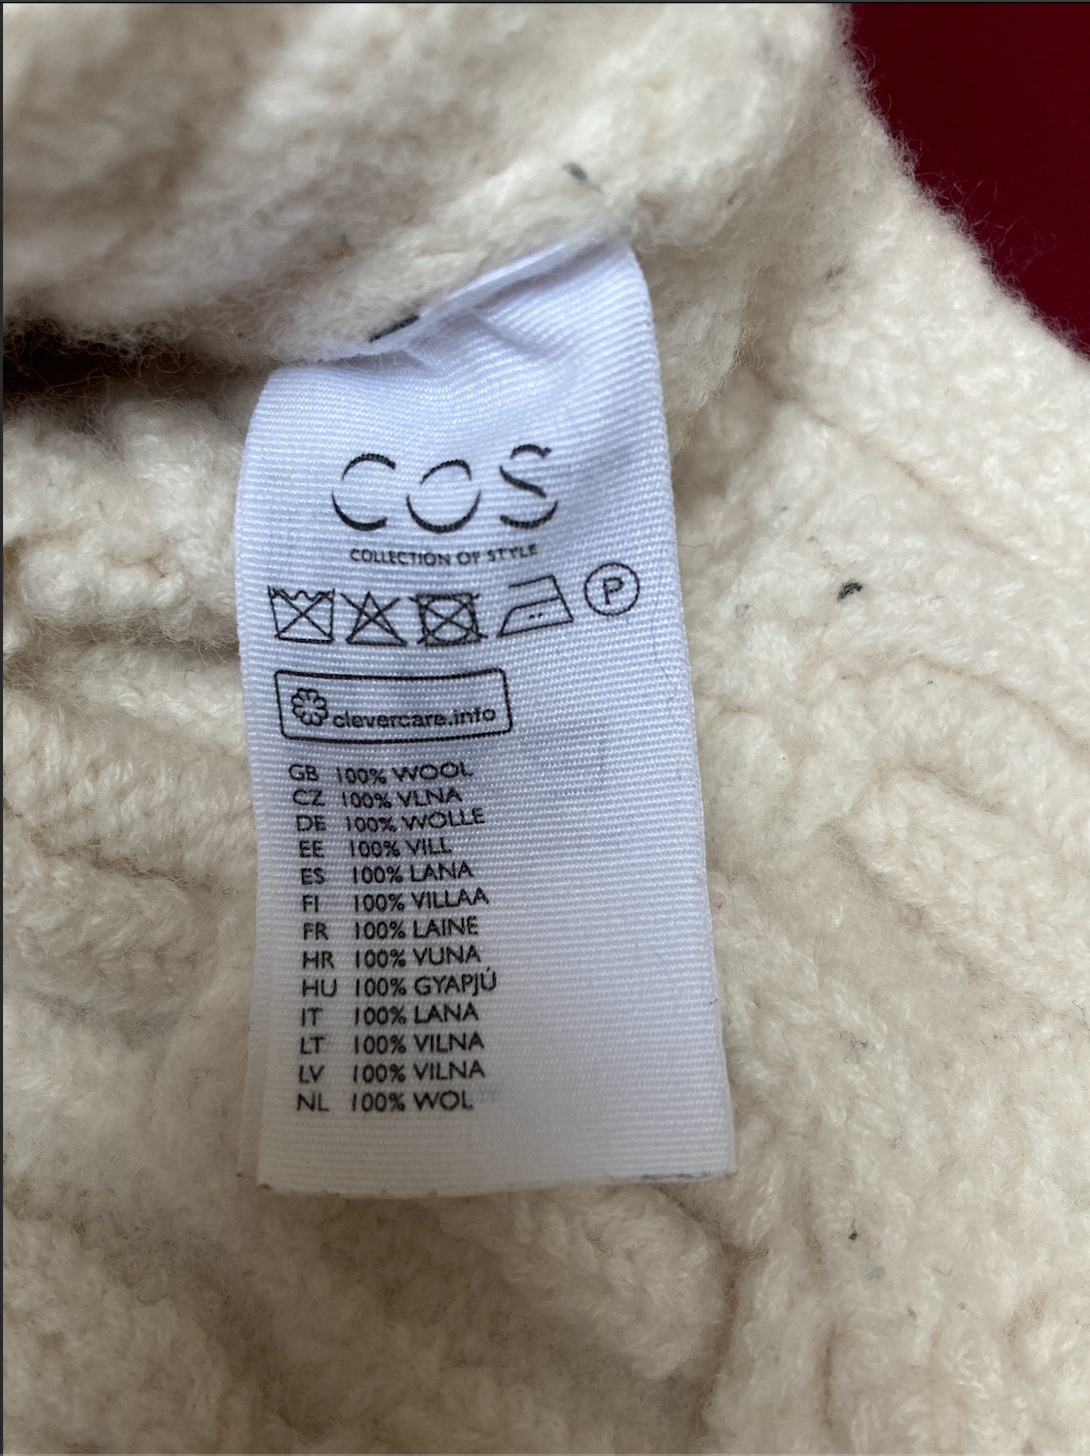 COS
COLLECTION OF STYLE
P
clevercare.info
GB 100% WOOL
CZ 100% VLNA
DE 100% WOLLE
EE 100% VILL
ES 100% LANA
FI 100% VILLAA
FR 100% LAINE
HR 100% VUNA
HU 100% GYAPJÚ
IT 100% LANA
LT 100% VILNA
LV 100% VILNA
NL 100% WOL